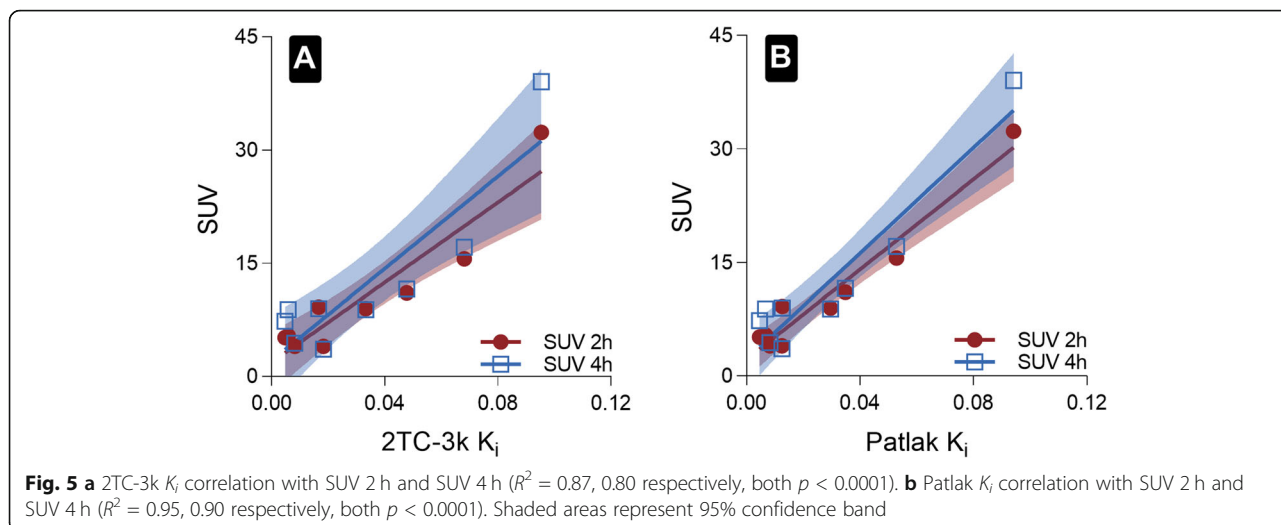 A
B
45
30
15
0
SUV
0.00
0.04
0.08
0.12
2TC-3k Ki
SUV 2h
SUV 4h
45
30
15
0
SUV
0.00
0.04
0.08
0.12
Patlak Ki
SUV 2h
SUV 4h
Fig. 5 a 2TC-3k Ki correlation with SUV 2 h and SUV 4 h (R² = 0.87, 0.80 respectively, both p < 0.0001). b Patlak Ki correlation with SUV 2 h and
SUV 4 h (R² = 0.95, 0.90 respectively, both p < 0.0001). Shaded areas represent 95% confidence band